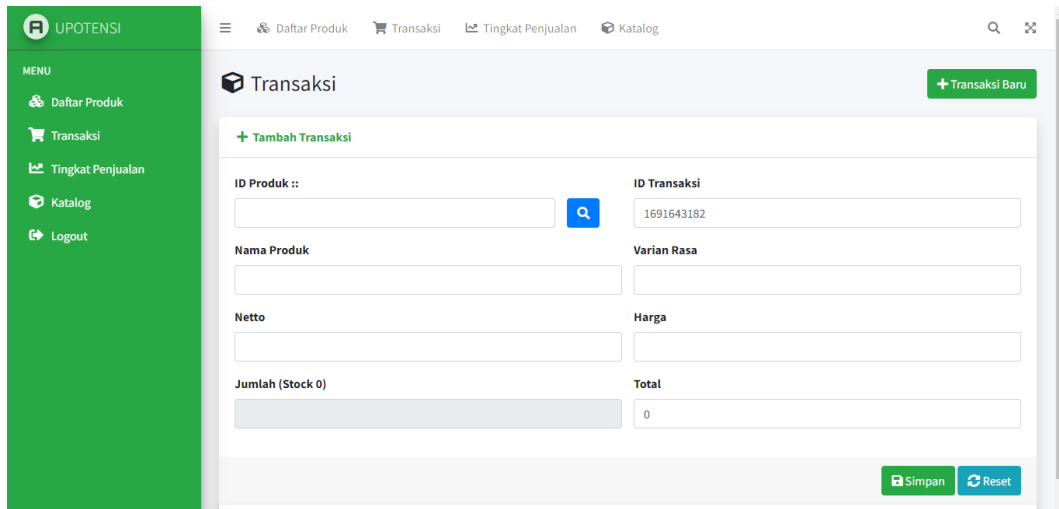 UPOTENSI
Daftar Produk Transaksi Tingkat Penjualan Katalog
MENU
Daftar Produk
Transaksi
Tingkat Penjualan
Katalog
Logout
Transaksi
Transaksi Baru
Tambah Transaksi
ID Produk ::
ID Transaksi
1691643182
Nama Produk
Varian Rasa
Netto
Harga
Jumlah (Stock 0)
Total
0
Simpan
Reset